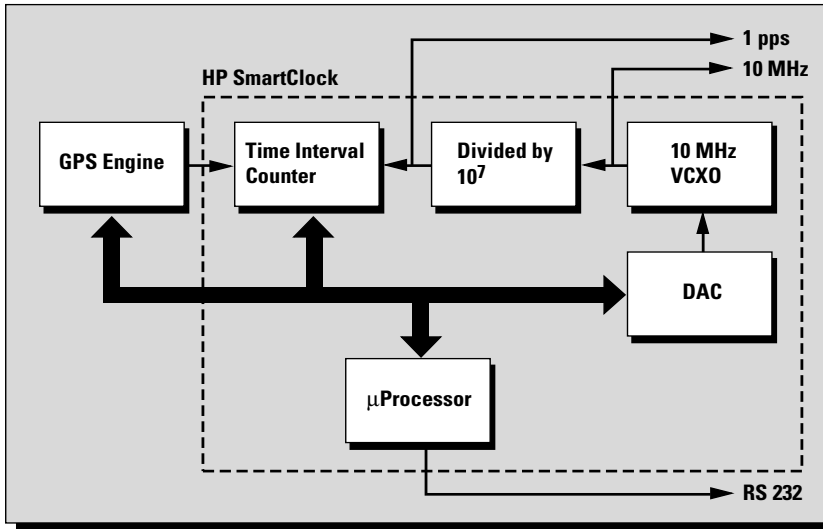 1 pps
10 MHz
HP SmartClock
GPS Engine
Time Interval
Counter
Divided by
10⁷
10 MHz
VCXO
DAC
µProcessor
RS 232